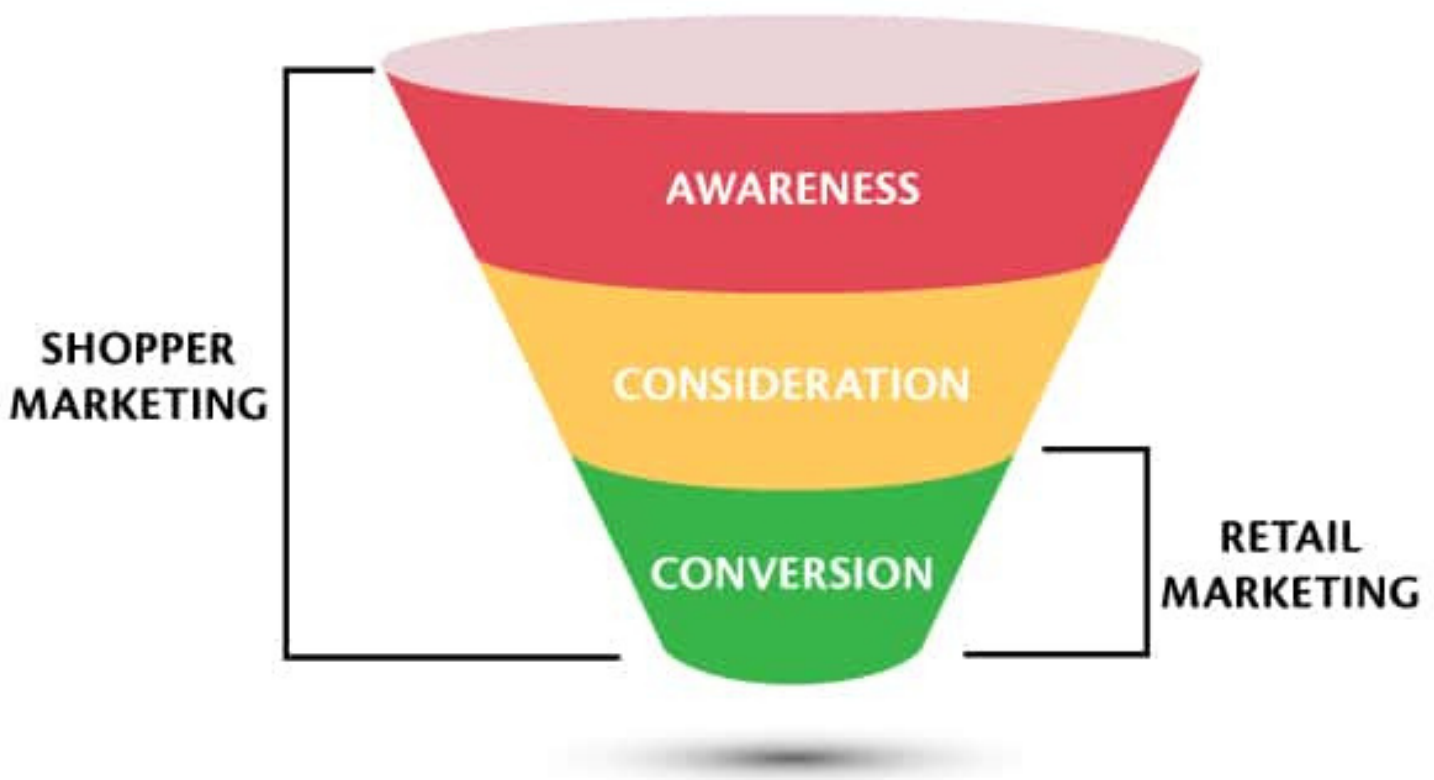 AWARENESS
SHOPPER
MARKETING
CONSIDERATION
CONVERSION
RETAIL
MARKETING